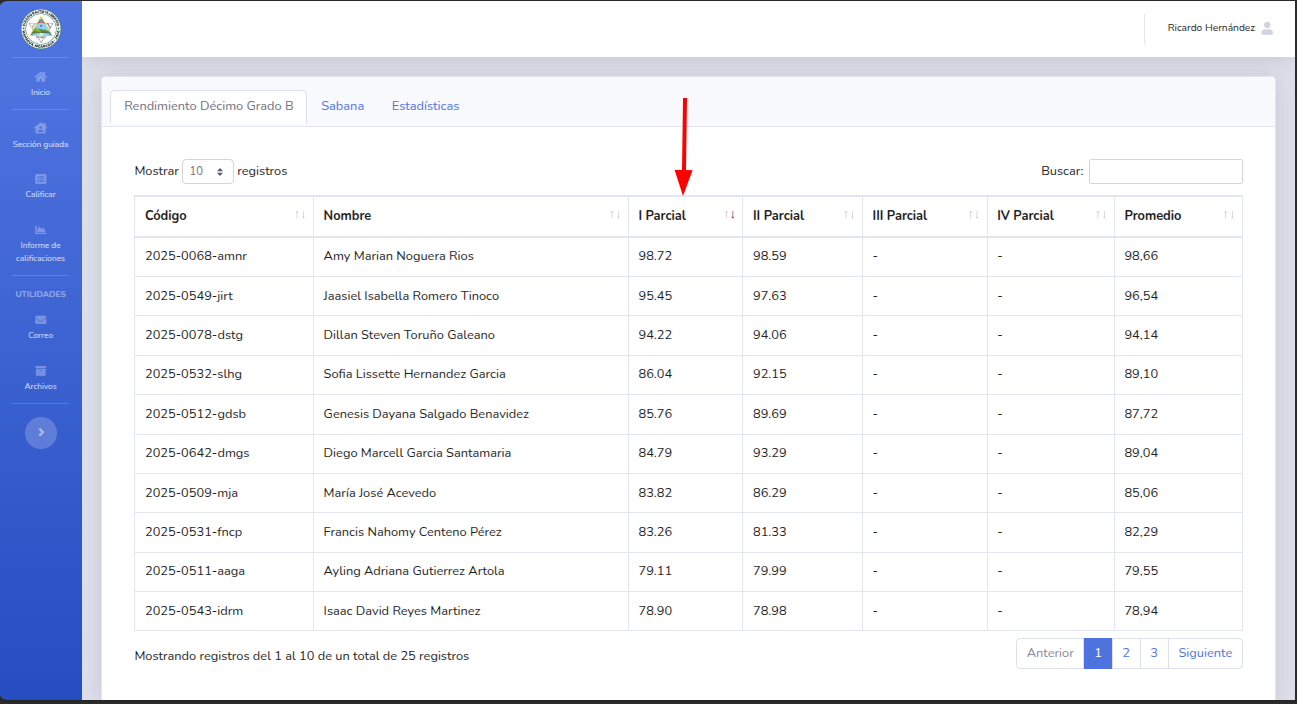 Ricardo Hernández
Inicio
Sección guiada
Calificar
Informe de
calificaciones
UTILIDADES
Correo
Archivos
Rendimiento Décimo Grado B Sabana Estadísticas
Mostrar 10 registros Buscar:
Código Nombre I Parcial II Parcial III Parcial IV Parcial Promedio
2025-0068-amnr Amy Marian Noguera Rios 98.72 98.59 - - 98,66
2025-0549-jirt Jaasiel Isabella Romero Tinoco 95.45 97.63 - - 96,54
2025-0078-dstg Dillan Steven Toruño Galeano 94.22 94.06 - - 94,14
2025-0532-slhg Sofia Lissette Hernandez Garcia 86.04 92.15 - - 89,10
2025-0512-gdsb Genesis Dayana Salgado Benavidez 85.76 89.69 - - 87,72
2025-0642-dmgs Diego Marcell Garcia Santamaria 84.79 93.29 - - 89,04
2025-0509-mja María José Acevedo 83.82 86.29 - - 85,06
2025-0531-fncp Francis Nahomy Centeno Pérez 83.26 81.33 - - 82,29
2025-0511-aaga Ayling Adriana Gutierrez Artola 79.11 79.99 - - 79,55
2025-0543-idrm Isaac David Reyes Martinez 78.90 78.98 - - 78,94
Mostrando registros del 1 al 10 de un total de 25 registros
Anterior 1 2 3 Siguiente